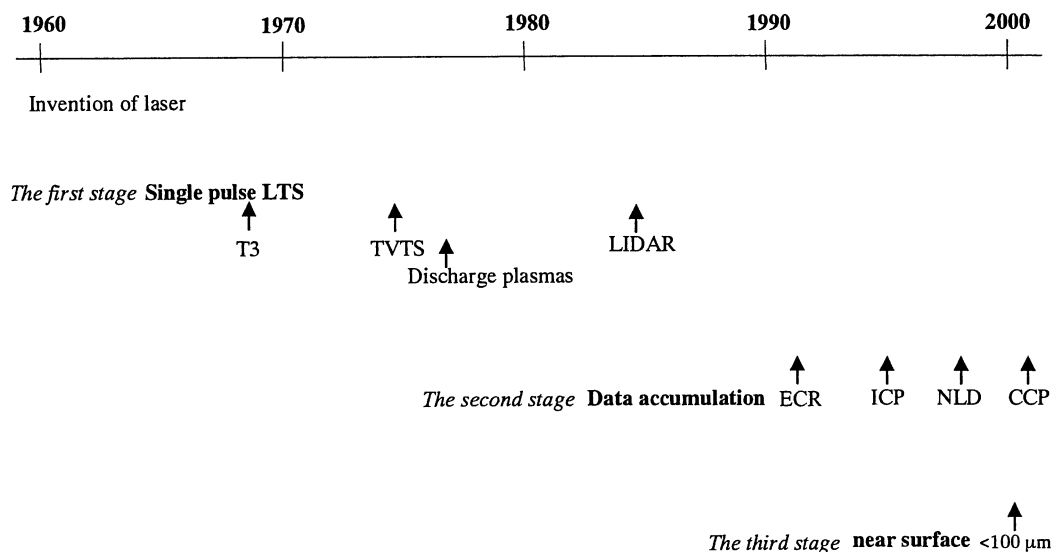 1960 1970 1980 1990 2000
Invention of laser
The first stage Single pulse LTS
T3 TVTS LIDAR
Discharge plasmas
The second stage Data accumulation ECR ICP NLD CCP
The third stage near surface <100 μm